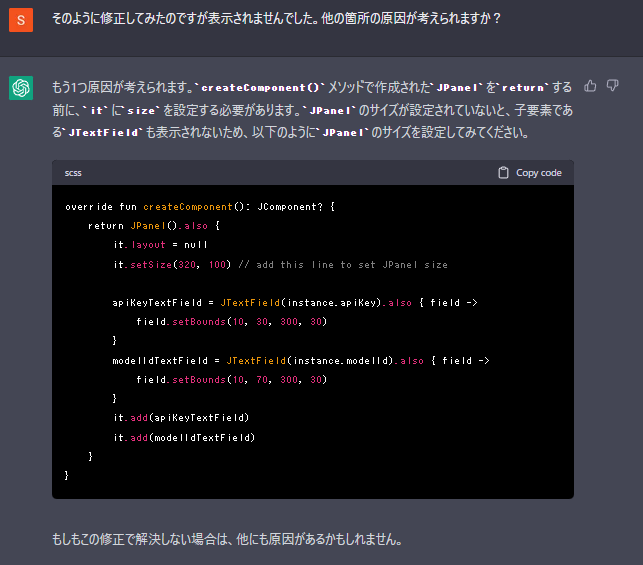 S
そのように修正してみたのですが表示されませんでした。他の箇所の原因が考えられますか？
もう1つ原因が考えられます。`createComponent()`メソッドで作成された`JPanel`を`return`する
前に、`it`に`size`を設定する必要があります。`JPanel`のサイズが設定されていないと、子要素であ
る`JTextField`も表示されないため、以下のように`JPanel`のサイズを設定してみてください。
scss
Copy code
override fun createComponent(): JComponent? {
    return JPanel().also {
        it.layout = null
        it.setSize(320, 100) // add this line to set JPanel size

        apiKeyTextField = JTextField(instance.apiKey).also { field ->
            field.setBounds(10, 30, 300, 30)
        }
        modelIdTextField = JTextField(instance.modelId).also { field ->
            field.setBounds(10, 70, 300, 30)
        }
        it.add(apiKeyTextField)
        it.add(modelIdTextField)
    }
}
もしもこの修正で解決しない場合は、他にも原因があるかもしれません。